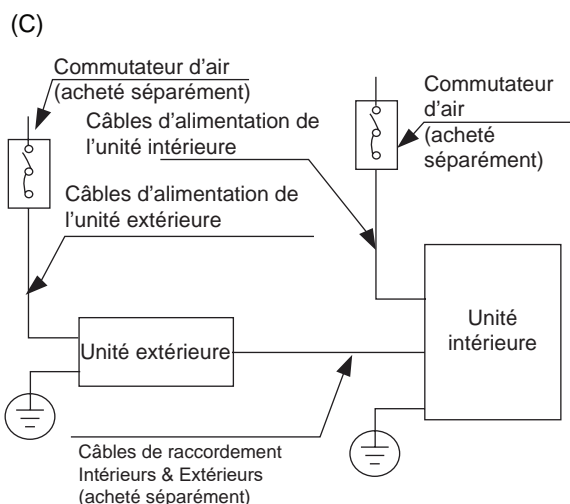 (C)
Commutateur d'air
(acheté séparément)
Câbles d'alimentation de
l'unité intérieure
Commutateur
d'air
(acheté
séparément)
Câbles d'alimentation de
l'unité extérieure
Unité extérieure
Unité
intérieure
Câbles de raccordement
Intérieurs & Extérieurs
(acheté séparément)